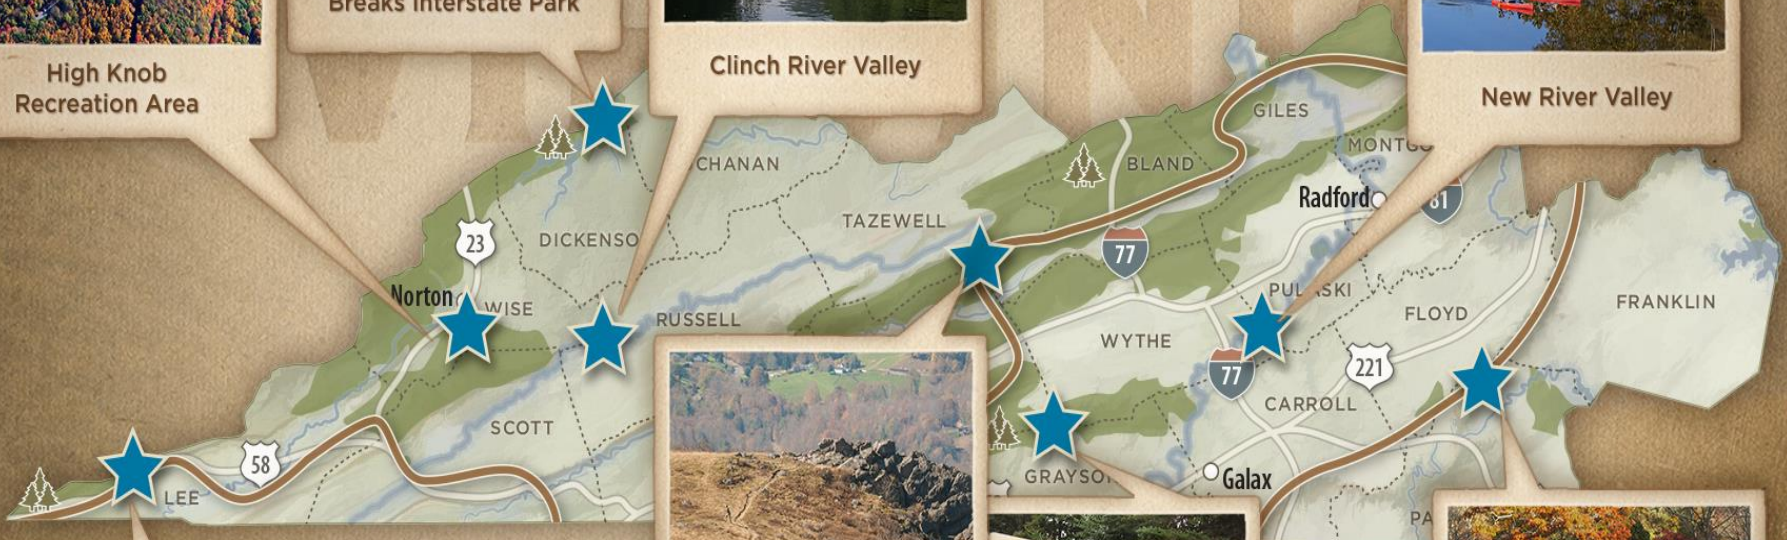 Breaks Interstate Park
High Knob
Recreation Area
Clinch River Valley
New River Valley
GILES
CHANAN
BLAND
MONTG
Radford
81
TAZEWELL
23
DICKENSO
77
Norton
WISE
RUSSELL
PULASKI
FRANKLIN
FLOYD
WYTHE
77
221
CARROLL
SCOTT
58
LEE
GRAYSO
Galax
PA